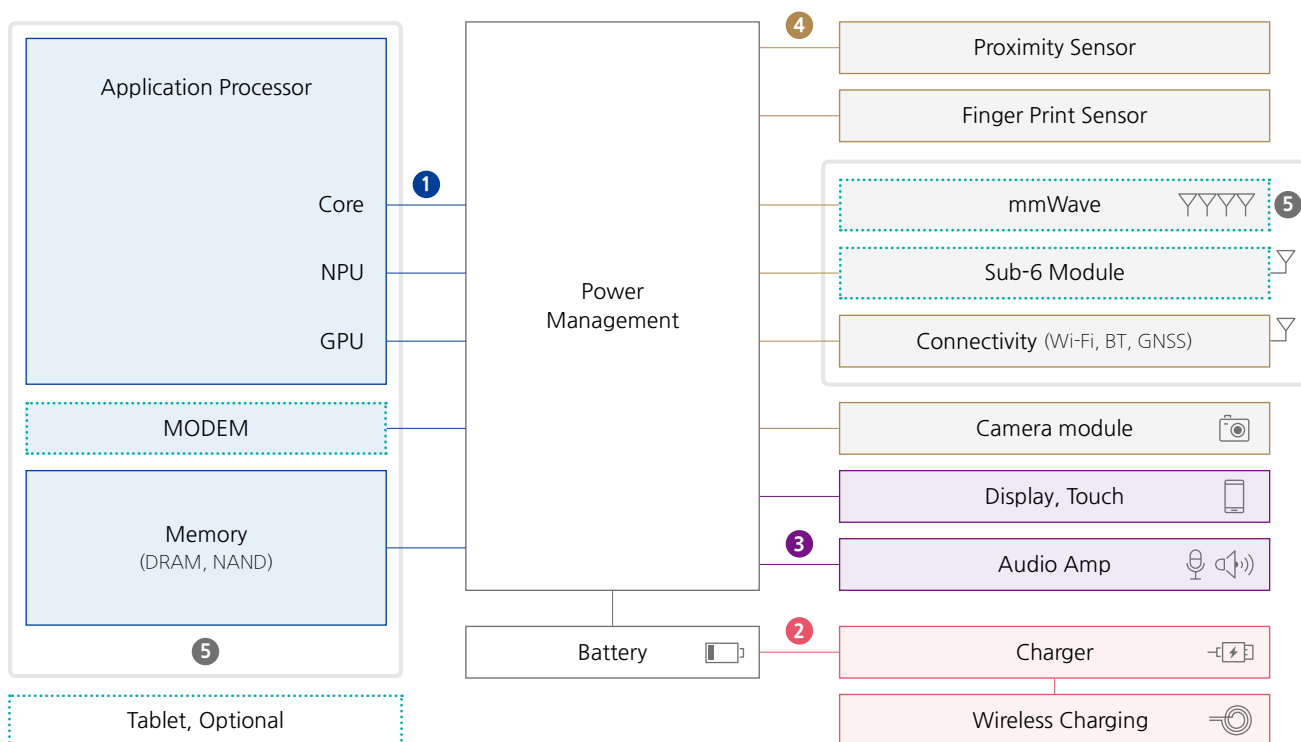 Application Processor
Core
NPU
GPU
MODEM
Memory
(DRAM, NAND)
5
Tablet, Optional
1
Power
Management
Battery
4
Proximity Sensor
Finger Print Sensor
mmWave
5
Sub-6 Module
Connectivity (Wi-Fi, BT, GNSS)
Camera module
Display, Touch
3
Audio Amp
2
Charger
Wireless Charging